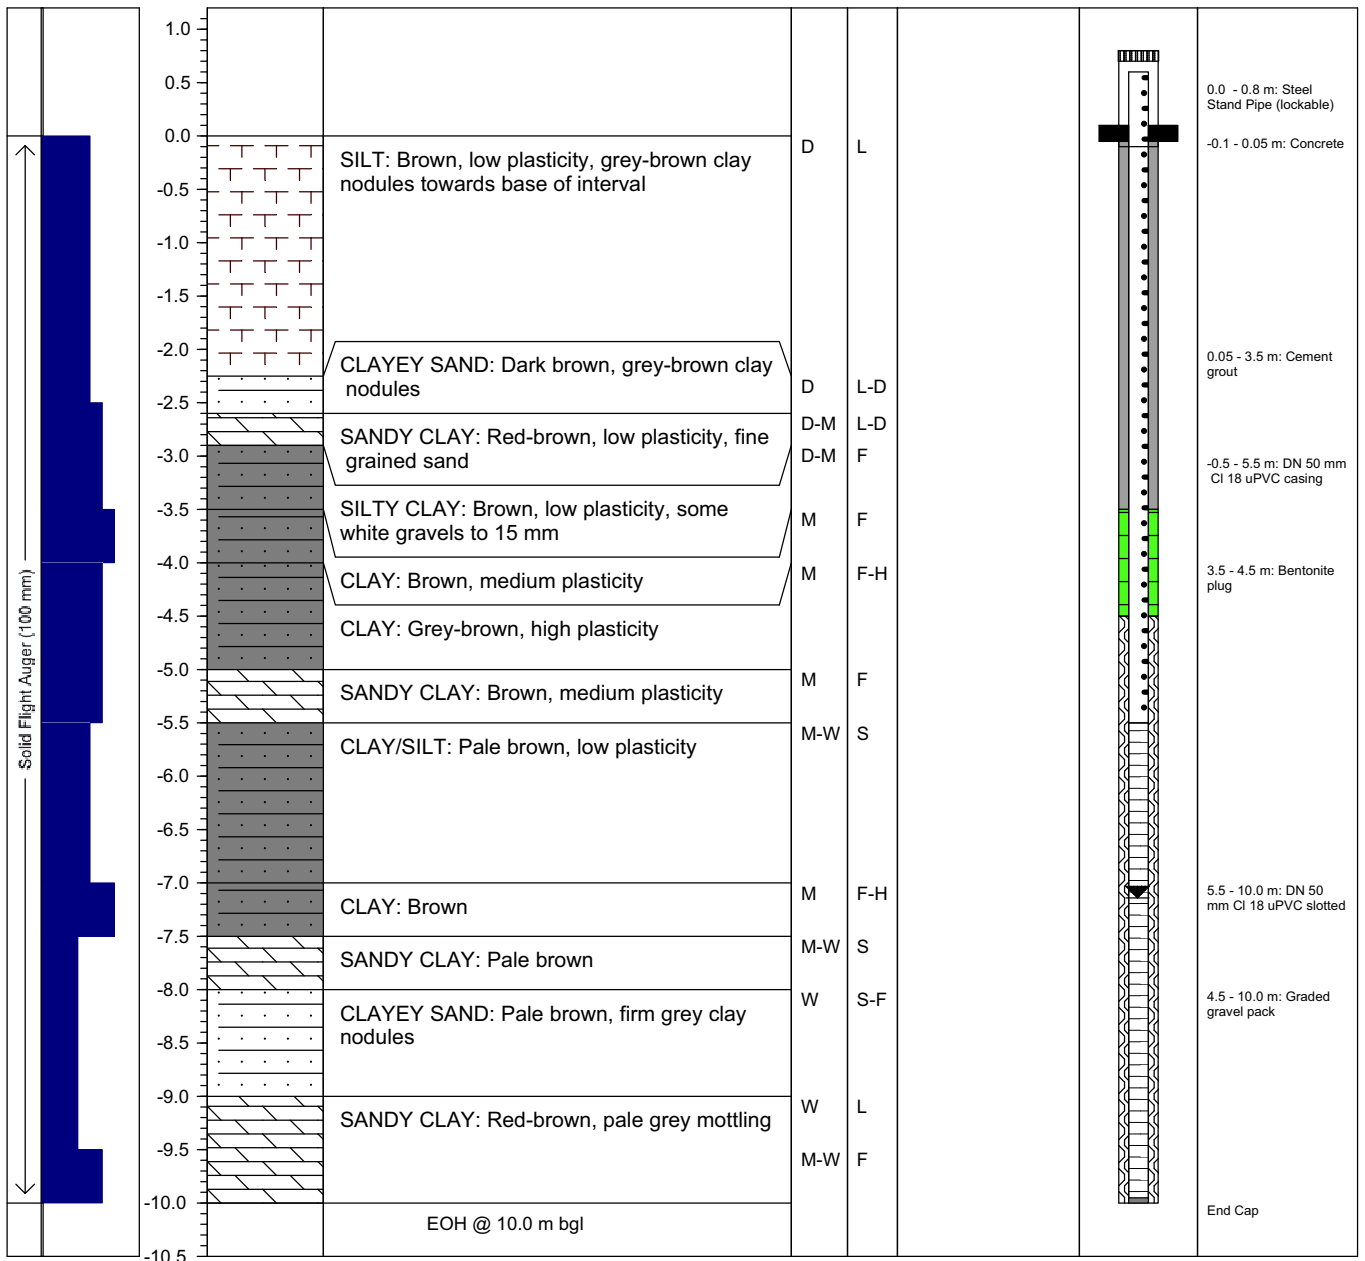 Solid Flight Auger (100 mm)
1.0
0.5
0.0
-0.5
-1.0
-1.5
-2.0
-2.5
-3.0
-3.5
-4.0
-4.5
-5.0
-5.5
-6.0
-6.5
-7.0
-7.5
-8.0
-8.5
-9.0
-9.5
-10.0
-10.5
SILT: Brown, low plasticity, grey-brown clay
nodules towards base of interval
D L
CLAYEY SAND: Dark brown, grey-brown clay
nodules
D L-D
SANDY CLAY: Red-brown, low plasticity, fine
grained sand
D-M L-D
SILTY CLAY: Brown, low plasticity, some
white gravels to 15 mm
D-M F
CLAY: Brown, medium plasticity
M F
CLAY: Grey-brown, high plasticity
M F-H
SANDY CLAY: Brown, medium plasticity
M F
CLAY/SILT: Pale brown, low plasticity
M-W S
CLAY: Brown
M F-H
SANDY CLAY: Pale brown
M-W S
CLAYEY SAND: Pale brown, firm grey clay
nodules
W S-F
SANDY CLAY: Red-brown, pale grey mottling
W L
M-W F
EOH @ 10.0 m bgl
0.0 - 0.8 m: Steel
Stand Pipe (lockable)
-0.1 - 0.05 m: Concrete
0.05 - 3.5 m: Cement
grout
-0.5 - 5.5 m: DN 50 mm
Cl 18 uPVC casing
3.5 - 4.5 m: Bentonite
plug
5.5 - 10.0 m: DN 50
mm Cl 18 uPVC slotted
4.5 - 10.0 m: Graded
gravel pack
End Cap